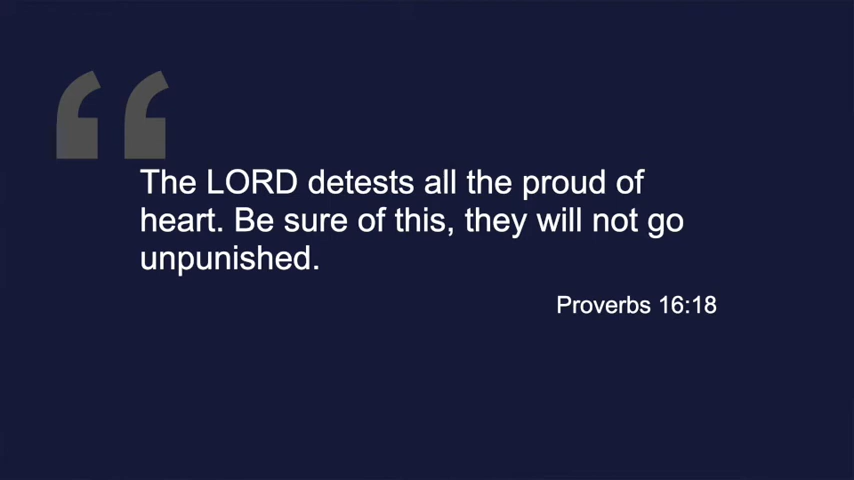 The LORD detests all the proud of
heart. Be sure of this, they will not go
unpunished.
Proverbs 16:18